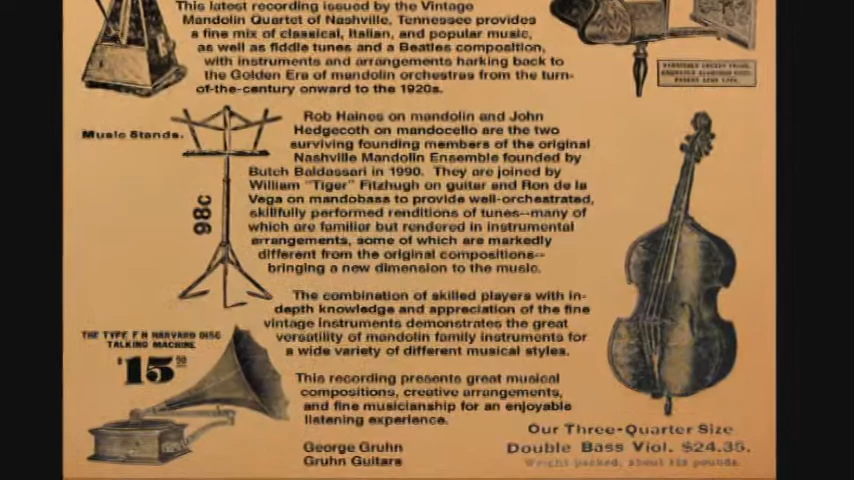 This latest recording issued by the Vintage
Mandolin Quartet of Nashville, Tennessee provides
a fine mix of classical, Italian, and popular music,
as well as fiddle tunes and a Beatles composition,
with instruments and arrangements harking back to
the Golden Era of mandolin orchestras from the turn-
of-the-century onward to the 1920s.
Music Stands.
98c
Rob Haines on mandolin and John
Hedgecoth on mandocello are the two
surviving founding members of the original
Nashville Mandolin Ensemble founded by
Butch Baldassari in 1990. They are joined by
William "Tiger" Fitzhugh on guitar and Ron de la
Vega on mandobass to provide well-orchestrated,
skillfully performed renditions of tunes--many of
which are familiar but rendered in instrumental
arrangements, some of which are markedly
different from the original compositions--
bringing a new dimension to the music.
The combination of skilled players with in-
depth knowledge and appreciation of the fine
vintage instruments demonstrates the great
versatility of mandolin family instruments for
a wide variety of different musical styles.
THE TYPE F N HARVARD DISC
TALKING MACHINE
$15
This recording presents great musical
compositions, creative arrangements,
and fine musicianship for an enjoyable
listening experience.
George Gruhn
Gruhn Guitars
Our Three-Quarter Size
Double Bass Viol. $24.35.
Weight packed, about pounds.